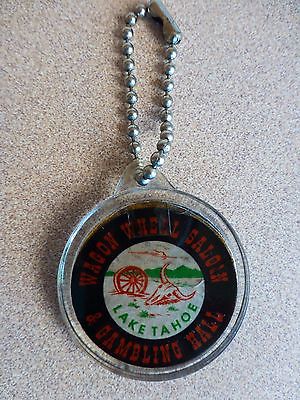 WAGON WHEEL SALOON
& GAMBLING HALL
LAKE TAHOE